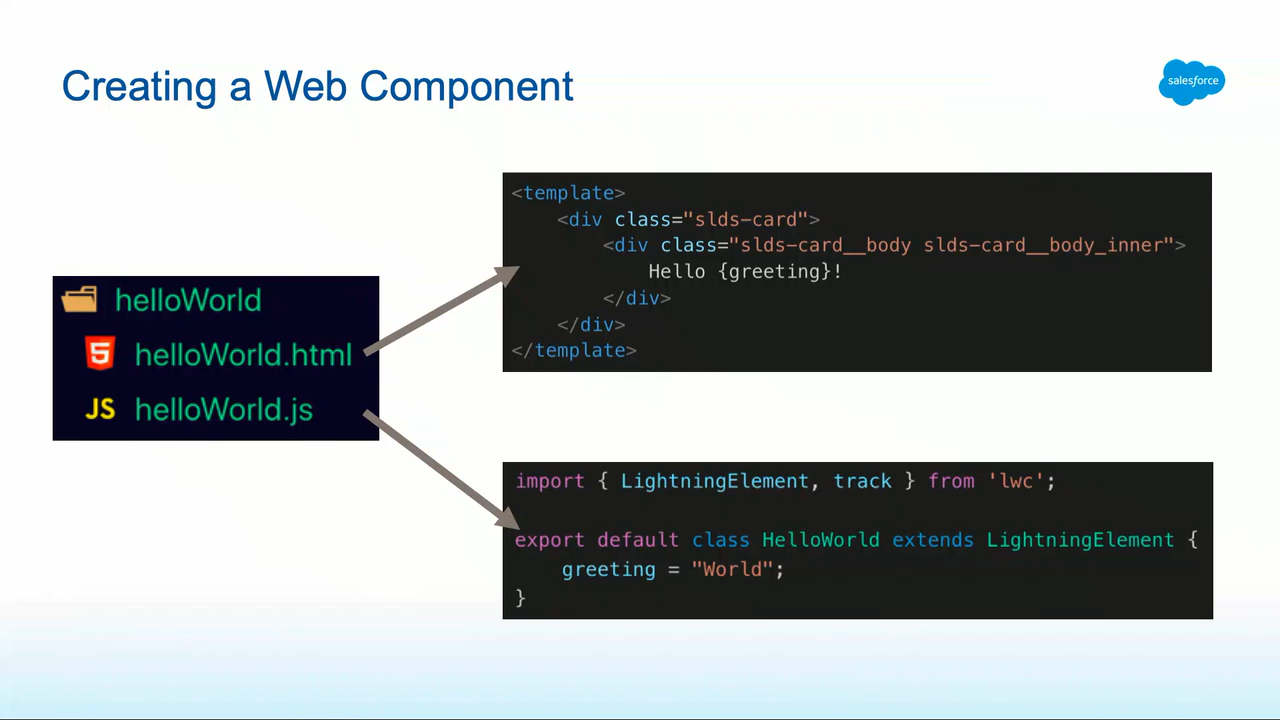 Creating a Web Component
salesforce
helloWorld
5
helloWorld.html
JS
helloWorld.js
<template>
    <div class="slds-card">
        <div class="slds-card__body slds-card__body_inner">
            Hello {greeting}!
        </div>
    </div>
</template>
import { LightningElement, track } from 'lwc';
export default class HelloWorld extends LightningElement {
    greeting = "World";
}